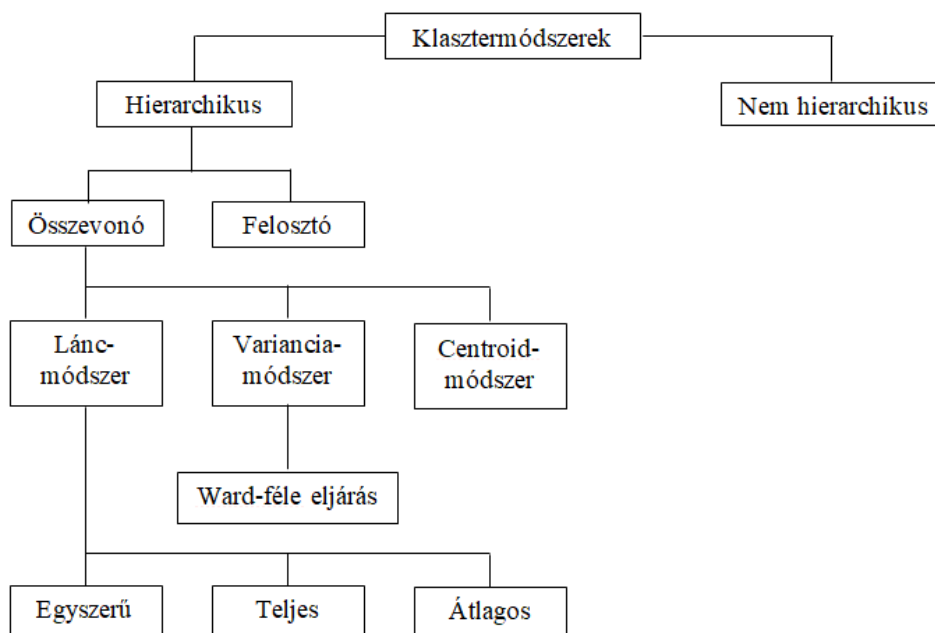 Klasztermódszerek
Hierarchikus
Nem hierarchikus
Összevonó
Felosztó
Lánc-
módszer
Variancia-
módszer
Centroid-
módszer
Ward-féle eljárás
Egyszerű
Teljes
Átlagos